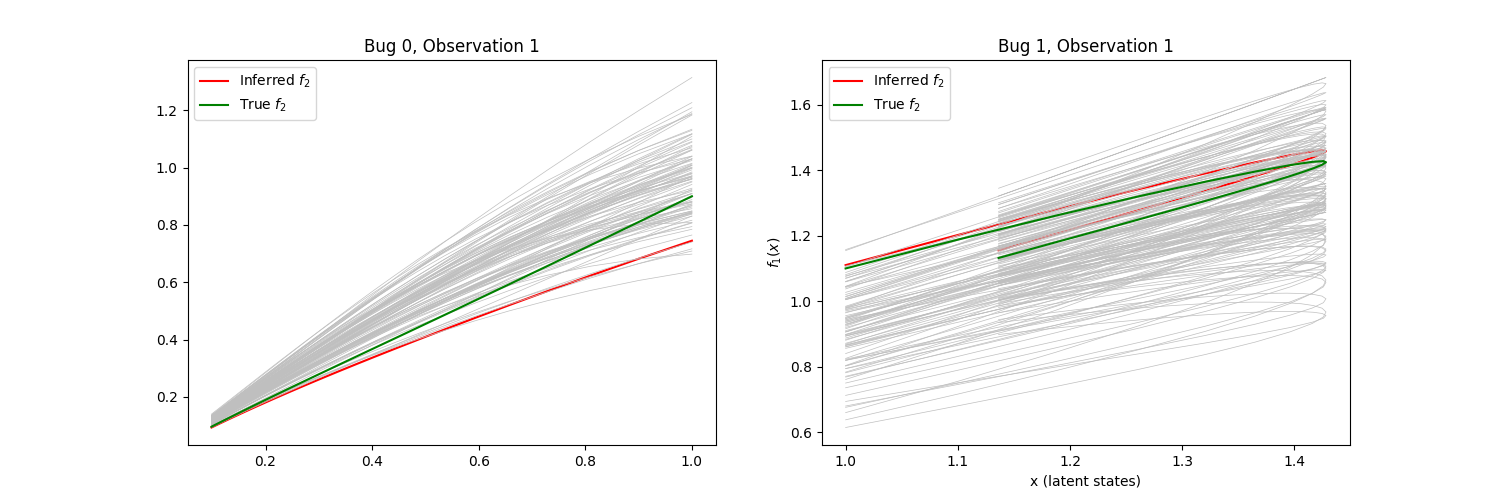 Bug 0, Observation 1
Inferred f₂
True f₂
1.2
1.0
0.8
0.6
0.4
0.2
0.2
0.4
0.6
0.8
1.0
Bug 1, Observation 1
Inferred f₂
True f₂
f₁(x)
1.6
1.4
1.2
1.0
0.8
0.6
1.0
1.1
1.2
1.3
1.4
x (latent states)